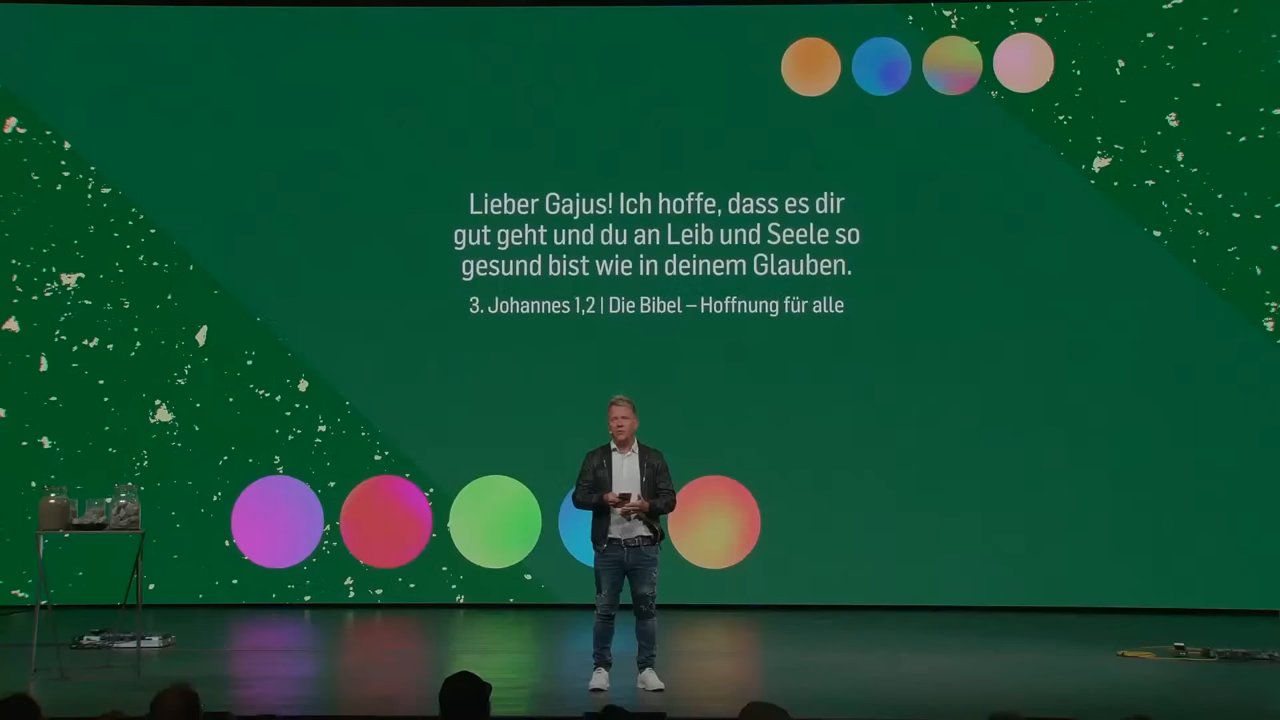 Lieber Gajus! Ich hoffe, dass es dir
gut geht und du an Leib und Seele so
gesund bist wie in deinem Glauben.
3. Johannes 1,2 | Die Bibel – Hoffnung für alle